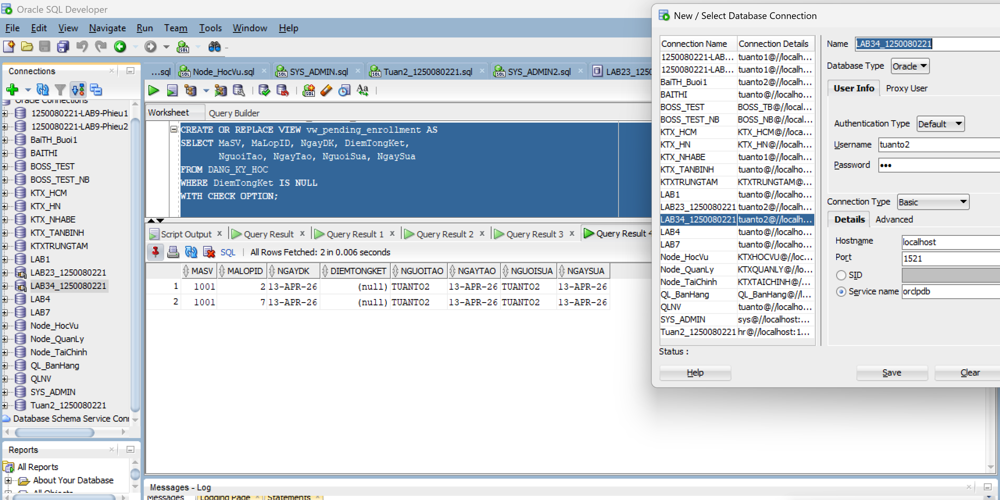 Oracle SQL Developer
File Edit View Navigate Run Team Tools Window Help
Connections
Oracle Connections
1250080221-LAB9-Phieu1
1250080221-LAB9-Phieu2
BaiTH_Buoi1
BAITHI
BOSS_TEST
BOSS_TEST_NB
KTX_HCM
KTX_HN
KTX_NHABE
KTX_TANBINH
KTXTRUNGTAM
LAB1
LAB23_1250080221
LAB34_1250080221
LAB4
LAB7
Node_HocVu
Node_QuanLy
Node_TaiChinh
QL_BanHang
QLNV
SYS_ADMIN
Tuan2_1250080221
Database Schema Service Conn
Reports
All Reports
About Your Database
All Objects
...sql Node_HocVu.sql SYS_ADMIN.sql Tuan2_1250080221.sql SYS_ADMIN2.sql LAB23_1250
Worksheet Query Builder
CREATE OR REPLACE VIEW vw_pending_enrollment AS
SELECT MaSV, MaLopID, NgayDK, DiemTongKet,
NguoiTao, NgayTao, NguoiSua, NgaySua
FROM DANG_KY_HOC
WHERE DiemTongKet IS NULL
WITH CHECK OPTION;
Script Output x Query Result x Query Result 1 x Query Result 2 x Query Result 3 x Query Result 4
SQL | All Rows Fetched: 2 in 0.006 seconds
MASV MALOPID NGAYDK DIEMTONGKET NGUOITAO NGAYTAO NGUOISUA NGAYSUA
1 1001 2 13-APR-26 (null) TUANTO2 13-APR-26 TUANTO2 13-APR-26
2 1001 7 13-APR-26 (null) TUANTO2 13-APR-26 TUANTO2 13-APR-26
Messages - Log
Messages Logging Page Statements
New / Select Database Connection
Connection Name Connection Details
1250080221-LAB... tuanto1@//localh...
1250080221-LAB... tuanto1@//localh...
BaiTH_Buoi1 tuanto2@//localh...
BAITHI tuanto@//localho...
BOSS_TEST BOSS_TB@//local...
BOSS_TEST_NB BOSS_NB@//local...
KTX_HCM KTX_HCM@//loca...
KTX_HN KTX_HN@//localh...
KTX_NHABE tuanto1@//localh...
KTX_TANBINH tuanto@//localho...
KTXTRUNGTAM KTXTRUNGTAM@...
LAB1 tuanto@//localho...
LAB23_1250080221 tuanto2@//localh...
LAB34_1250080221 tuanto2@//localh...
LAB4 tuanto@//localho...
LAB7 tuanto@//localho...
Node_HocVu KTXHOCVU@//loc...
Node_QuanLy KTXQUANLY@//lo...
Node_TaiChinh KTXTAICHINH@/...
QL_BanHang QL_BanHang@//l...
QLNV tuanto@//localho...
SYS_ADMIN sys@//localhost:...
Tuan2_1250080221 hr@//localhost:1...
Status :
Help Save Clear
Name LAB34_1250080221
Database Type Oracle
User Info Proxy User
Authentication Type Default
Username tuanto2
Password •••
Connection Type Basic
Details Advanced
Hostname localhost
Port 1521
SID
Service name orclpdb